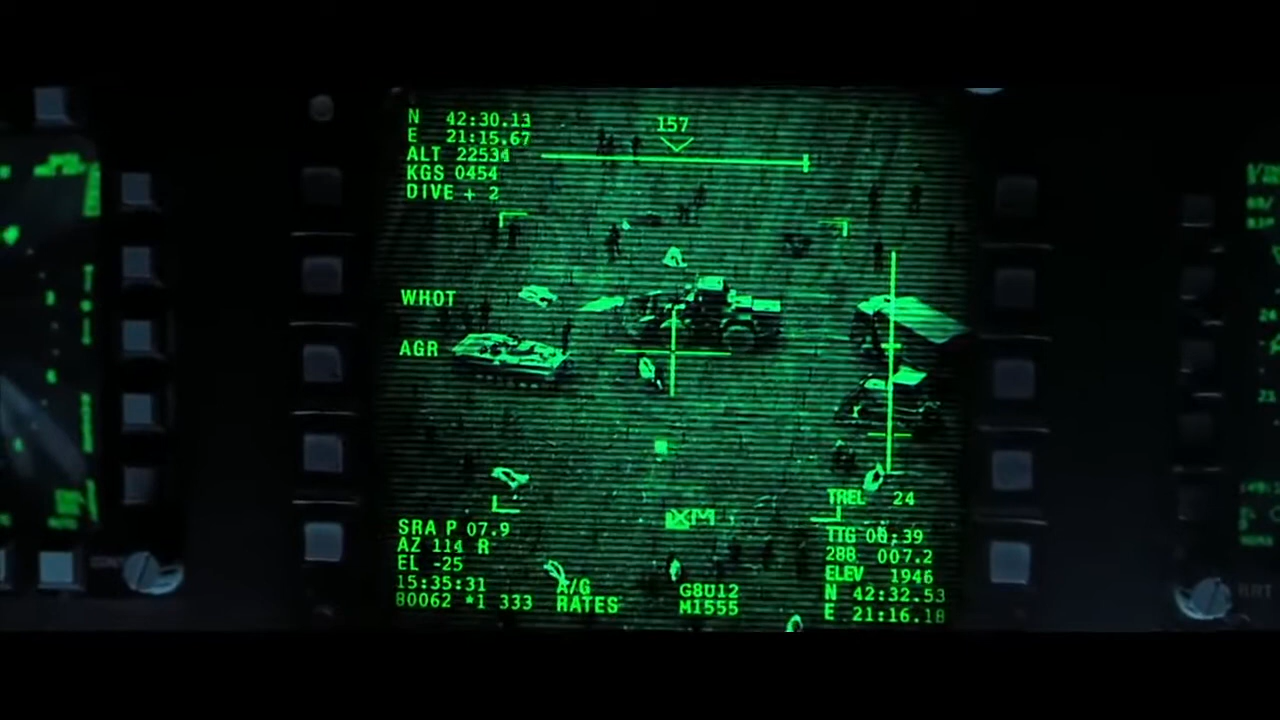 N 42:30.13
E 21:15.67
ALT 22534
KGS 0454
DIVE + 2
157
WHOT
AGR
XM
TREL 24
SRA P 07.9
AZ 114 R
EL -25
15:35:31
80062 *1 333
A/G
RATES
G8U12
M1555
TTG 00:39
288 007.2
ELEV 1946
N 42:32.53
E 21:16.18